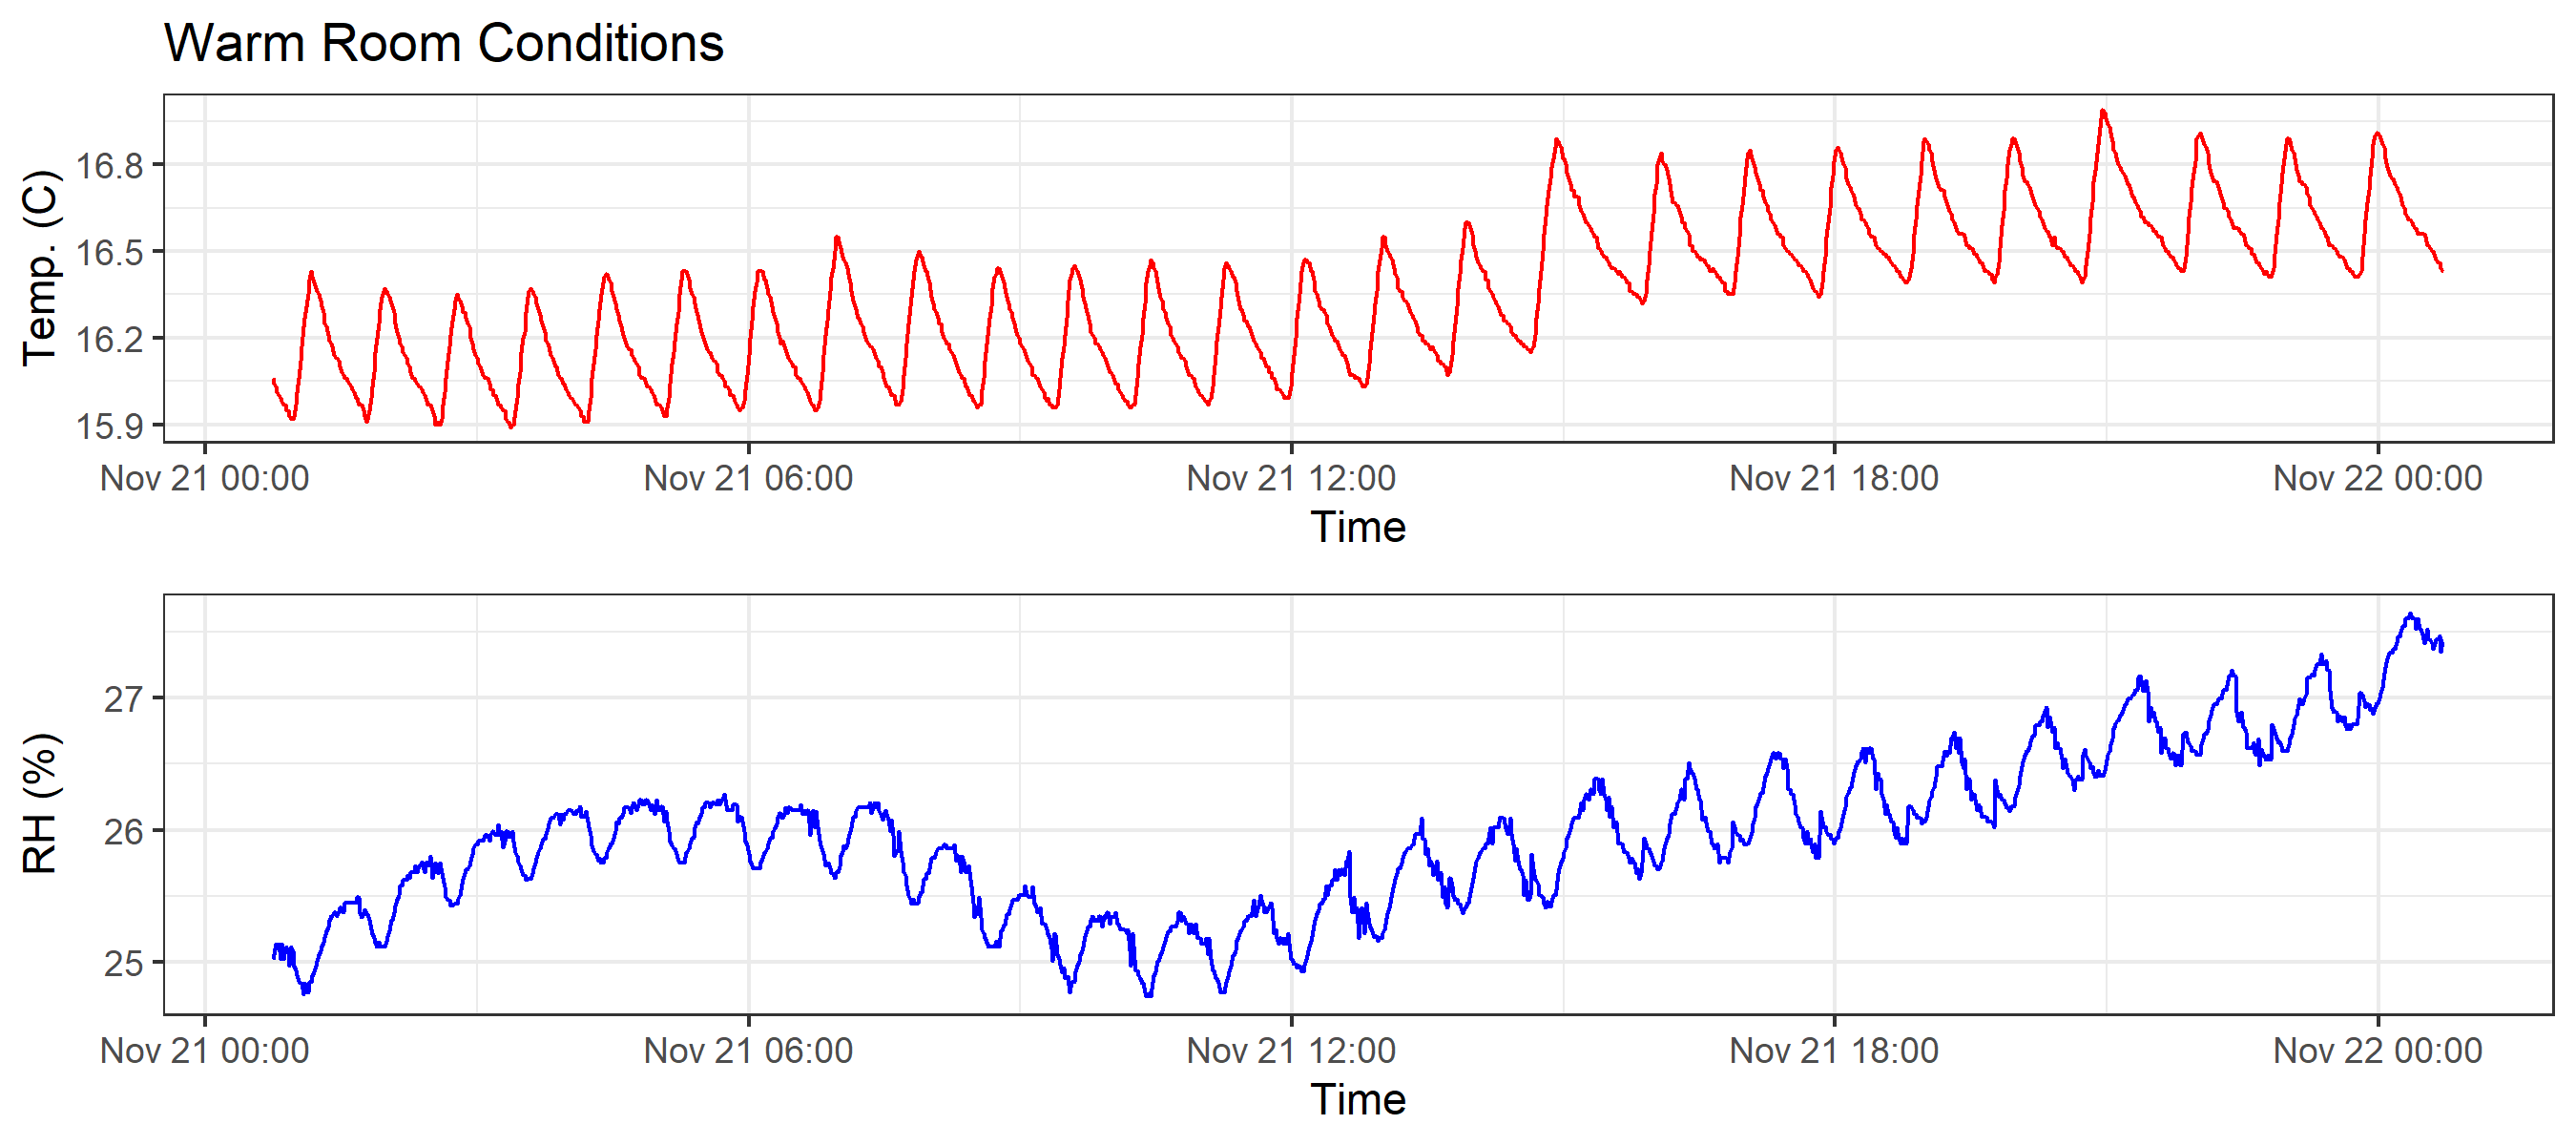 Warm Room Conditions
Temp. (C)
16.8
16.5
16.2
15.9
Nov 21 00:00 Nov 21 06:00 Nov 21 12:00 Nov 21 18:00 Nov 22 00:00
Time
RH (%)
27
26
25
Nov 21 00:00 Nov 21 06:00 Nov 21 12:00 Nov 21 18:00 Nov 22 00:00
Time